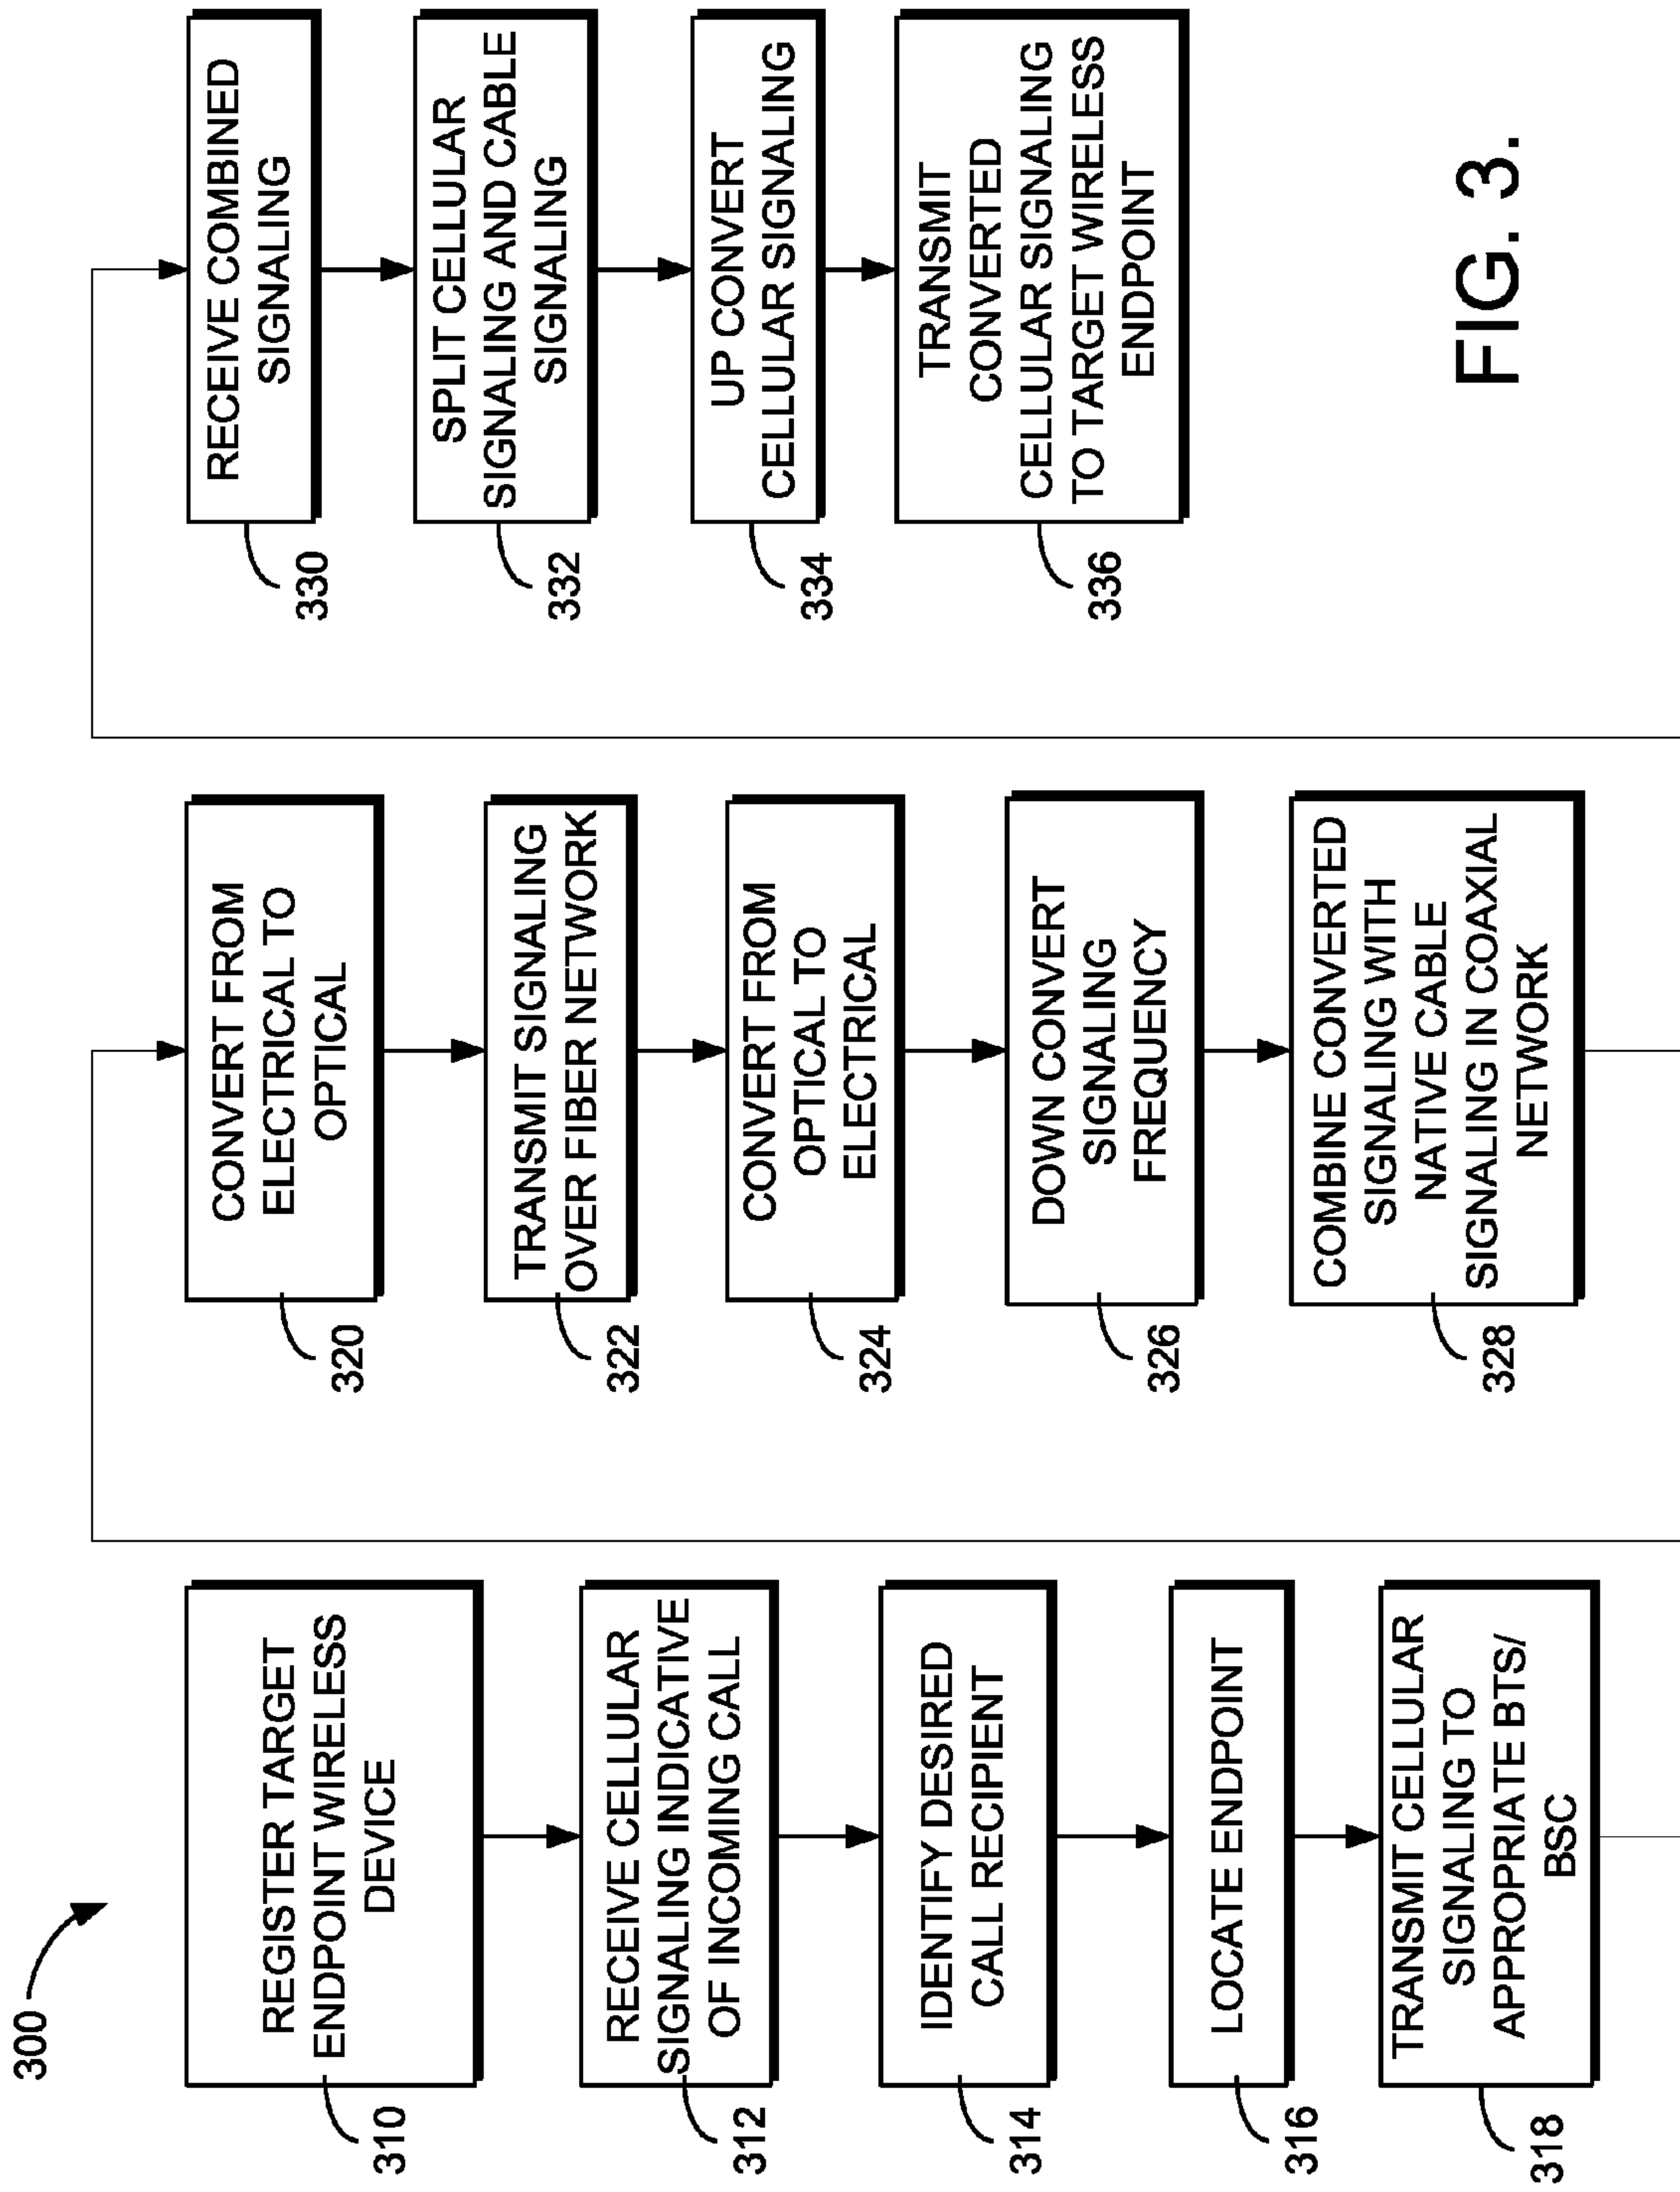 300
REGISTER TARGET
ENDPOINT WIRELESS
DEVICE
310
RECEIVE CELLULAR
SIGNALING INDICATIVE
OF INCOMING CALL
312
IDENTIFY DESIRED
CALL RECIPIENT
314
LOCATE ENDPOINT
316
TRANSMIT CELLULAR
SIGNALING TO
APPROPRIATE BTS/
BSC
318
CONVERT FROM
ELECTRICAL TO
OPTICAL
320
TRANSMIT SIGNALING
OVER FIBER NETWORK
322
CONVERT FROM
OPTICAL TO
ELECTRICAL
324
DOWN CONVERT
SIGNALING
FREQUENCY
326
COMBINE CONVERTED
SIGNALING WITH
NATIVE CABLE
SIGNALING IN COAXIAL
NETWORK
328
RECEIVE COMBINED
SIGNALING
330
SPLIT CELLULAR
SIGNALING AND CABLE
SIGNALING
332
UP CONVERT
CELLULAR SIGNALING
334
TRANSMIT
CONVERTED
CELLULAR SIGNALING
TO TARGET WIRELESS
ENDPOINT
336
FIG. 3.